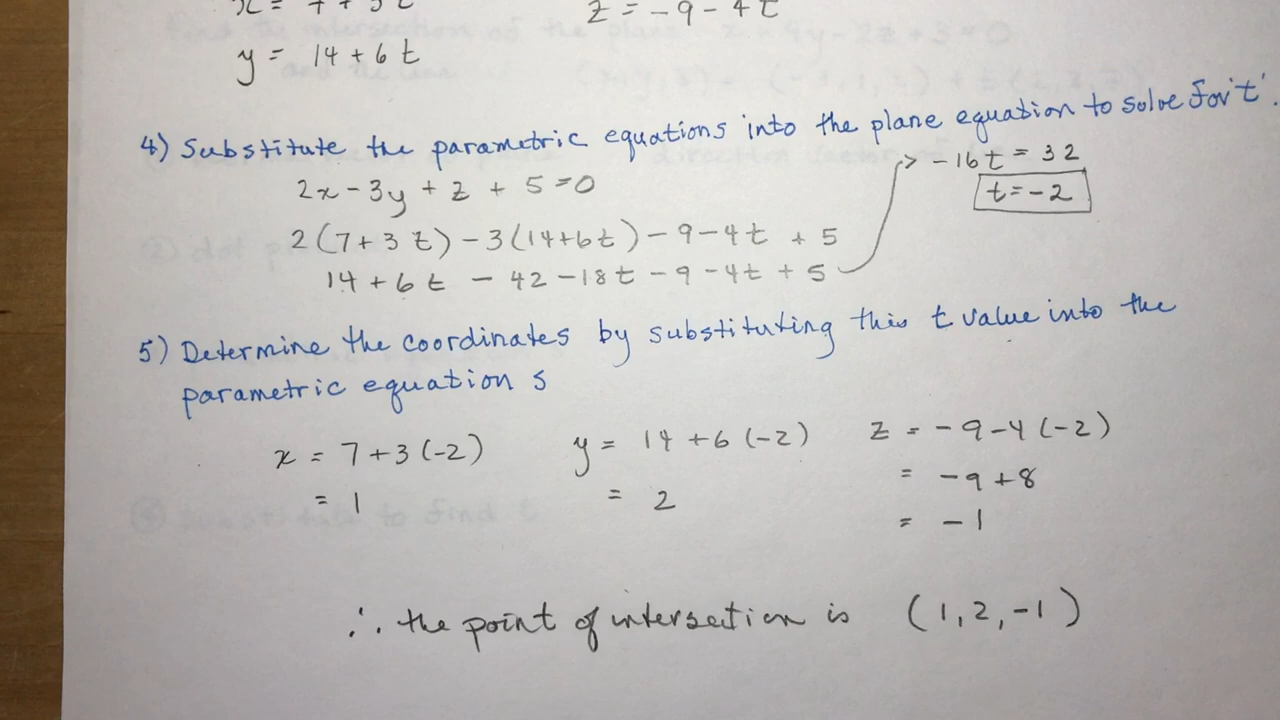 x = 7 + 3t
z = -9 - 4t
y = 14 + 6t
4) Substitute the parametric equations into the plane equation to solve for 't'.
2x - 3y + z + 5 = 0
2(7+3t) - 3(14+6t) - 9 - 4t + 5
14 + 6t - 42 - 18t - 9 - 4t + 5
-16t = 32
t = -2
5) Determine the coordinates by substituting this t value into the
parametric equations
x = 7 + 3(-2)
= 1
y = 14 + 6(-2)
= 2
z = -9 - 4(-2)
= -9 + 8
= -1
∴ the point of intersection is (1, 2, -1)